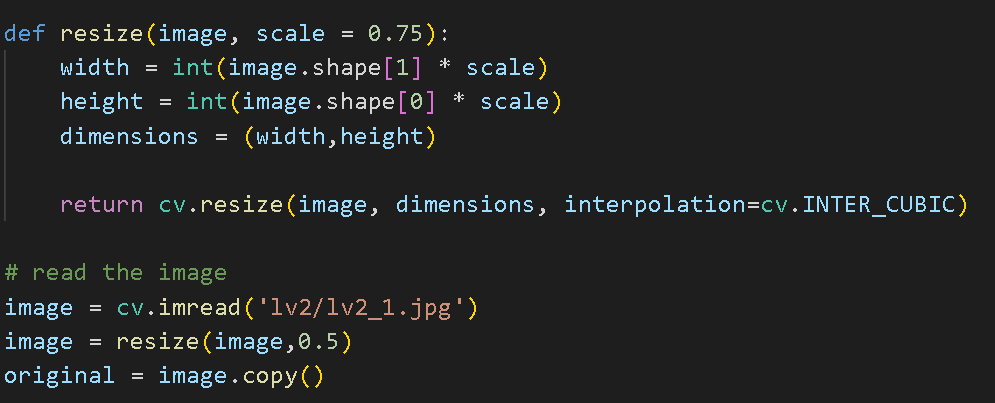 def resize(image, scale = 0.75):
    width = int(image.shape[1] * scale)
    height = int(image.shape[0] * scale)
    dimensions = (width,height)

    return cv.resize(image, dimensions, interpolation=cv.INTER_CUBIC)

# read the image
image = cv.imread('lv2/lv2_1.jpg')
image = resize(image,0.5)
original = image.copy()